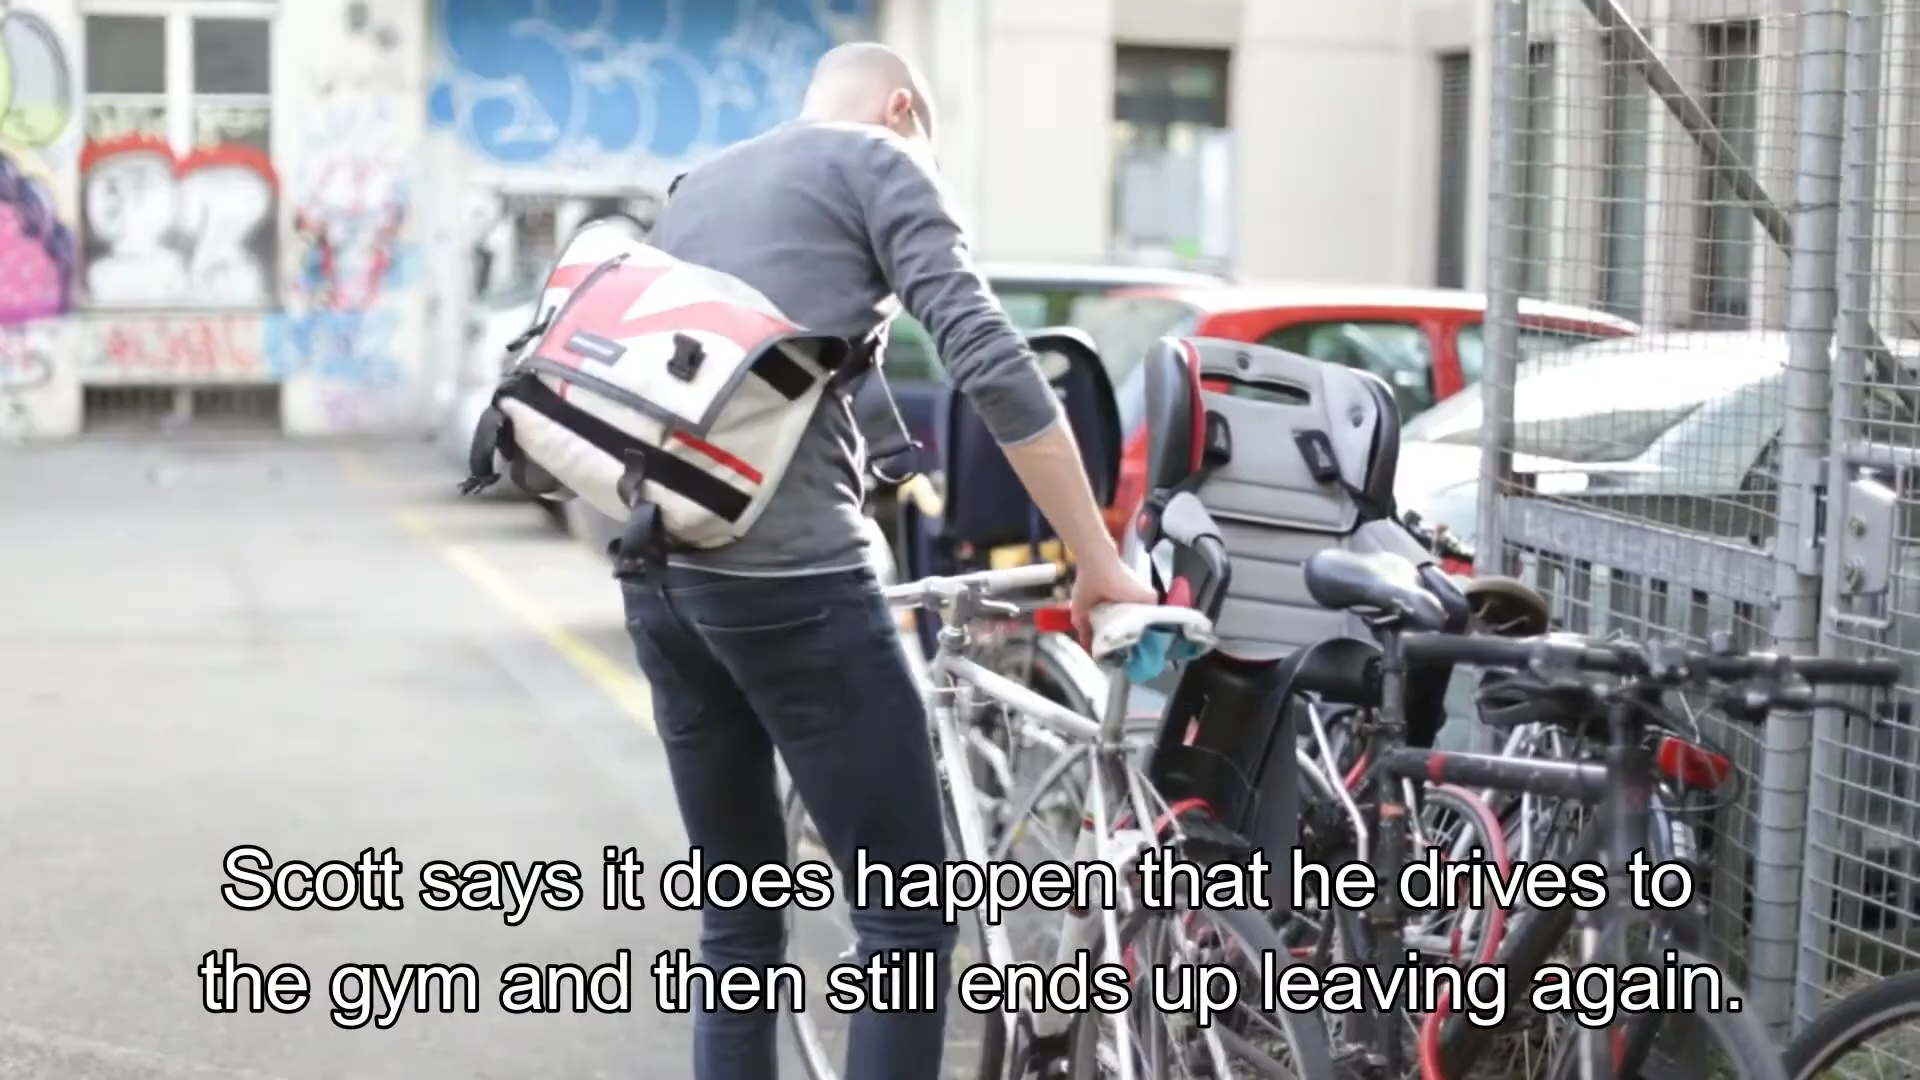 Scott says it does happen that he drives to
the gym and then still ends up leaving again.